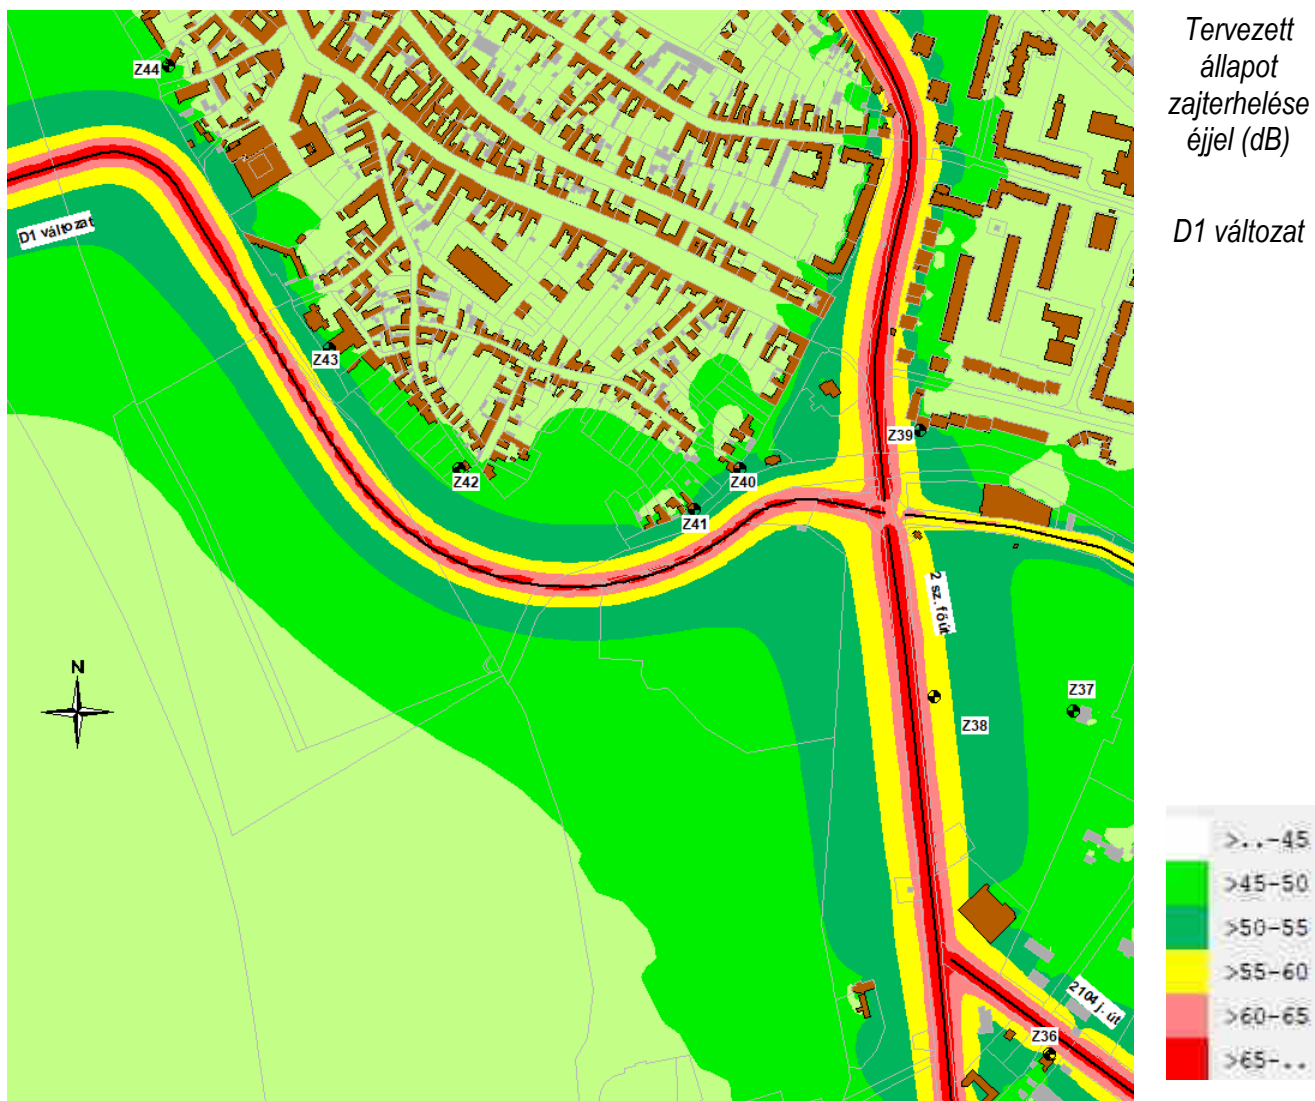 Tervezett
állapot
zajterhelése
éjjel (dB)
D1 változat
Z44
D1 változat
Z43
Z42
Z40
Z41
Z39
2 sz. főút
N
Z37
Z38
2104 j. út
Z36
>..-45
>45-50
>50-55
>55-60
>60-65
>65-..